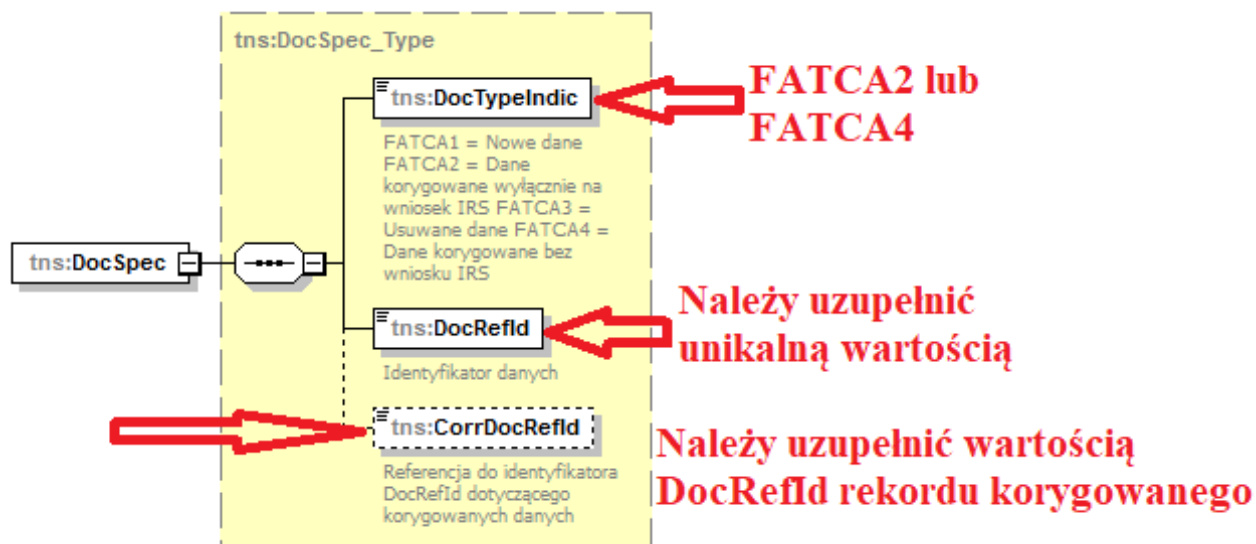 tns:DocSpec_Type
tns:DocTypeIndic
FATCA2 lub
FATCA4
FATCA1 = Nowe dane
FATCA2 = Dane
korygowane wyłącznie na
wniosek IRS FATCA3 =
Usuwane dane FATCA4 =
Dane korygowane bez
wniosku IRS
tns:DocSpec
tns:DocRefId
Należy uzupełnić
unikalną wartością
Identyfikator danych
tns:CorrDocRefId
Należy uzupełnić wartością
DocRefId rekordu korygowanego
Referencja do identyfikatora
DocRefId dotyczącego
korygowanych danych